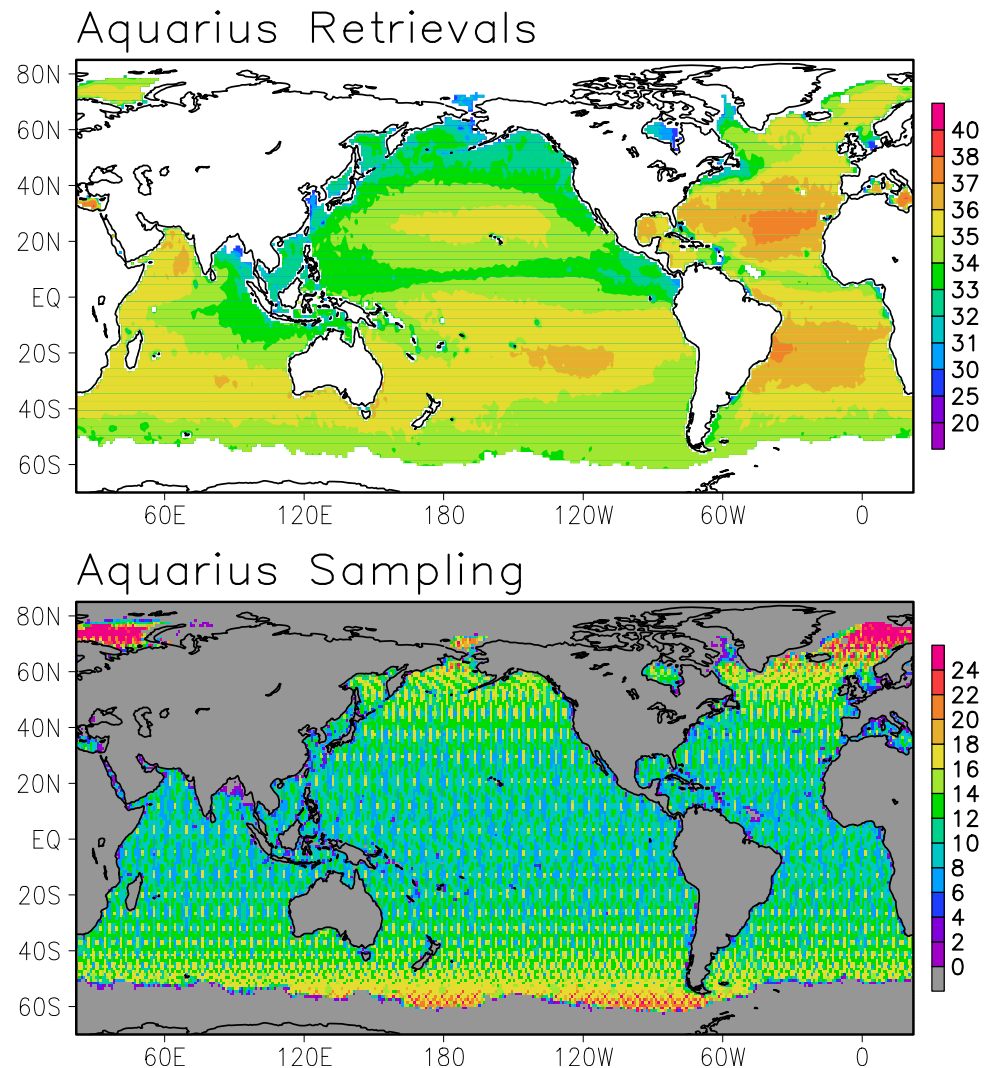 Aquarius Retrievals
80N
60N
40N
20N
EQ
20S
40S
60S
60E 120E 180 120W 60W 0
40
38
37
36
35
34
33
32
31
30
25
20
Aquarius Sampling
80N
60N
40N
20N
EQ
20S
40S
60S
60E 120E 180 120W 60W 0
24
22
20
18
16
14
12
10
8
6
4
2
0